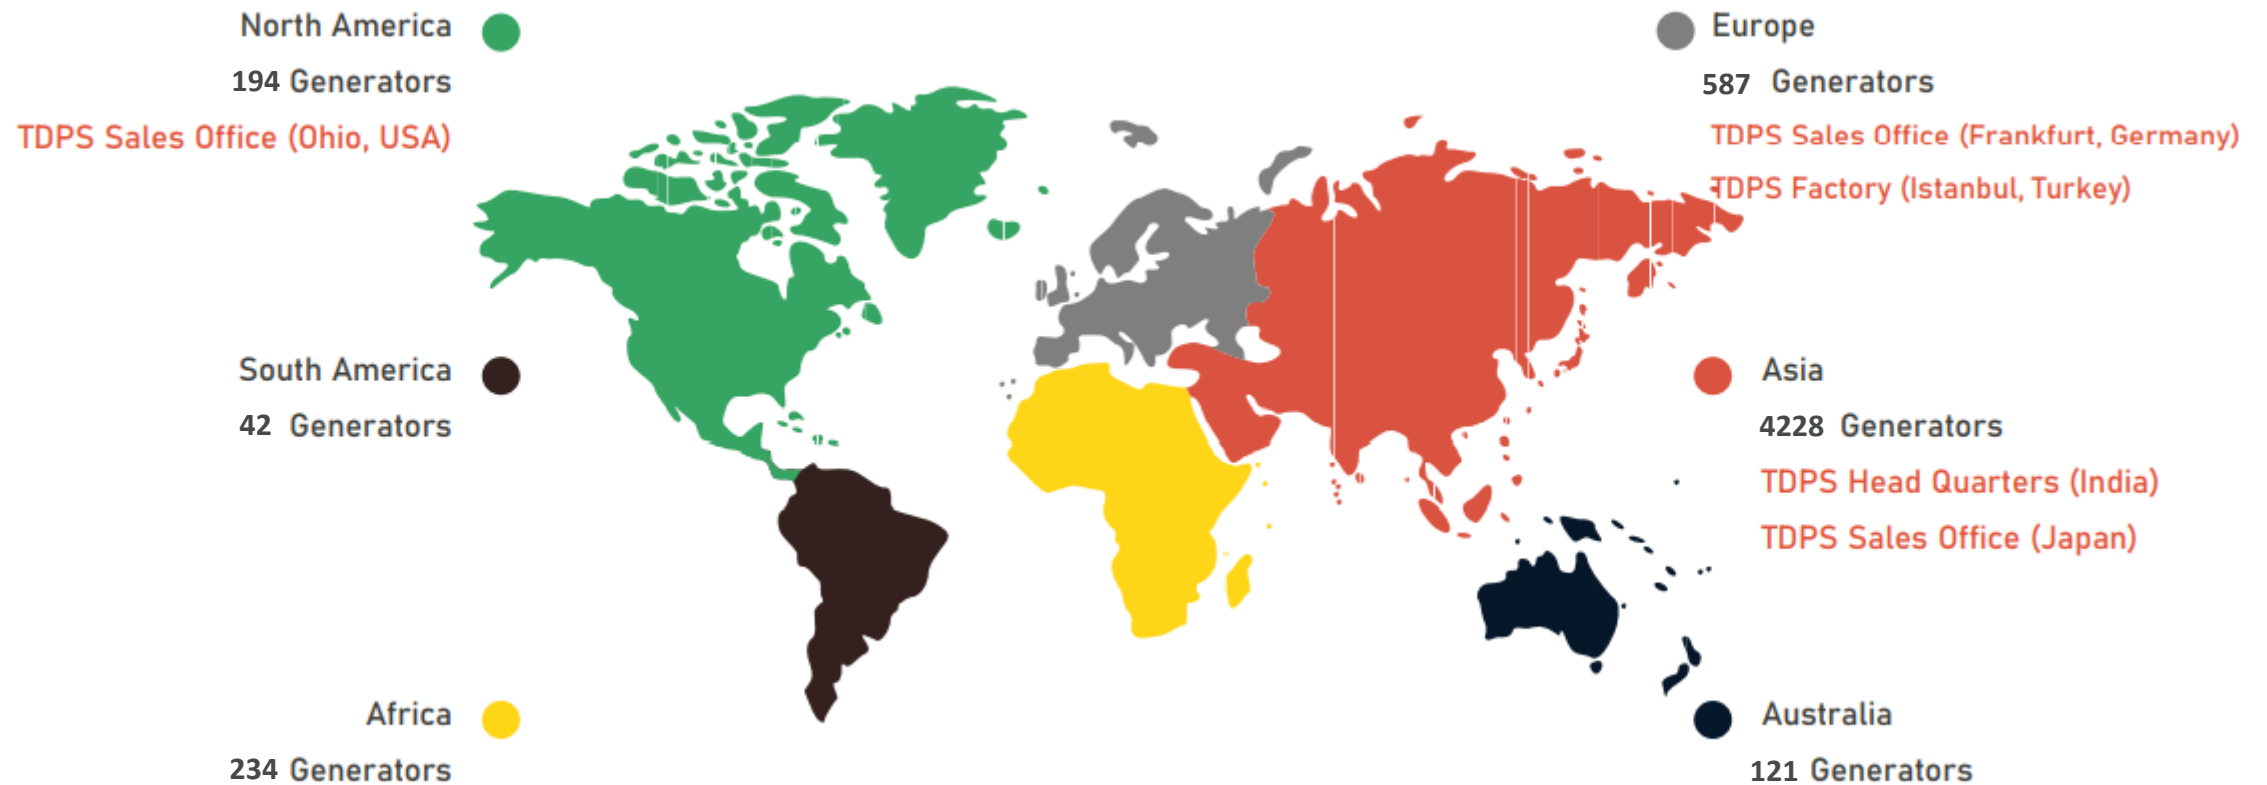 North America
194 Generators
TDPS Sales Office (Ohio, USA)
South America
42 Generators
Africa
234 Generators
Europe
587 Generators
TDPS Sales Office (Frankfurt, Germany)
TDPS Factory (Istanbul, Turkey)
Asia
4228 Generators
TDPS Head Quarters (India)
TDPS Sales Office (Japan)
Australia
121 Generators